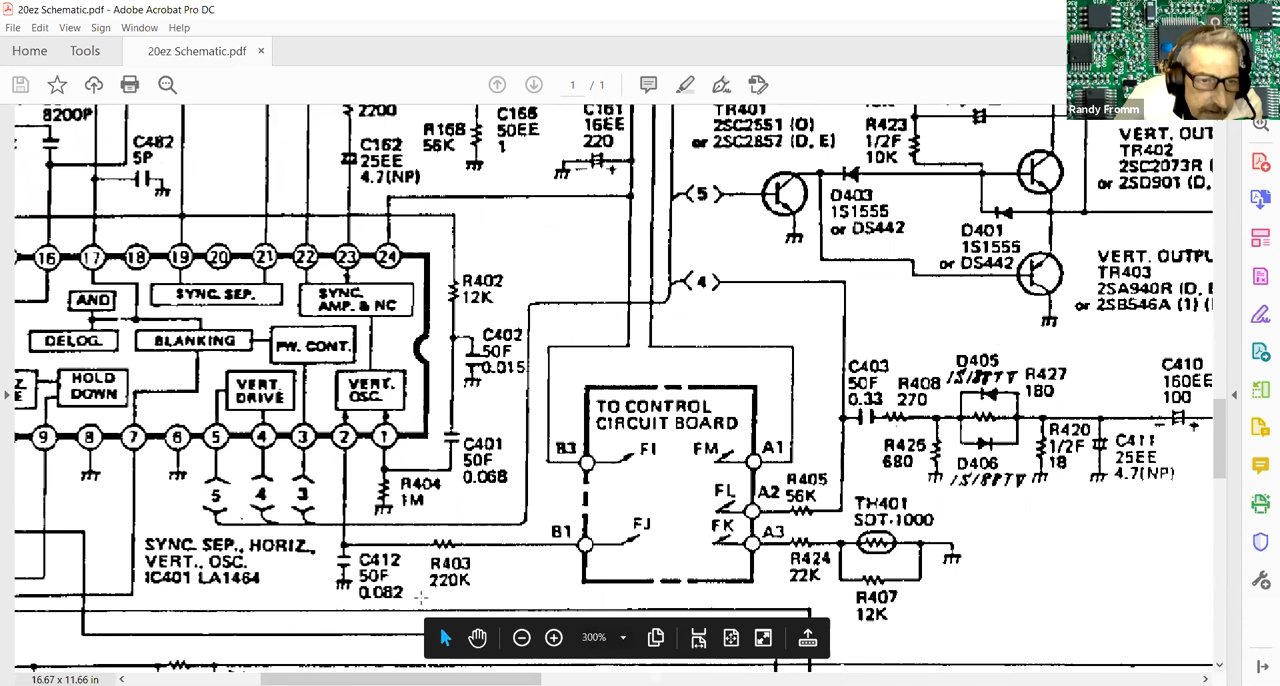 20ez Schematic.pdf - Adobe Acrobat Pro DC
File Edit View Sign Window Help
Home Tools 20ez Schematic.pdf ×
1 / 1
Randy Fromm
8200P
C482
5P
2200
C162
25EE
4.7(NP)
R168
56K
C166
50EE
1
C161
16EE
220
TR401
2SC2551 (O)
or 2SC2857 (D, E)
R423
1/2F
10K
VERT. OUT
TR402
2SC2073R (
or 2SD901 (D,
5
D403
1S1555
or DS442
D401
1S1555
or DS442
VERT. OUTPU
TR403
2SA940R (D, E
or 2SB546A (1) (
16 17 18 19 20 21 22 23 24
AND
SYNC. SEP.
SYNC.
AMP. & NC
R402
12K
4
DELOG.
BLANKING
PW. CONT.
C402
50F
0.015
HOLD
DOWN
VERT.
DRIVE
VERT.
OSC.
C403
50F
0.33
R408
270
D405
1S1555
R427
180
C410
160EE
100
TO CONTROL
CIRCUIT BOARD
9 8 7 6 5 4 3 2 1
C401
50F
0.068
B3
FI
FM
A1
R426
680
D406
R420
1/2F
18
C411
25EE
4.7(NP)
R404
1M
5 4 3
FL
A2
R405
56K
TH401
SDT-1000
B1
FJ
FK
A3
R424
22K
SYNC. SEP., HORIZ.,
VERT., OSC.
IC401 LA1464
C412
50F
0.082
R403
220K
R407
12K
300%
16.67 x 11.66 in